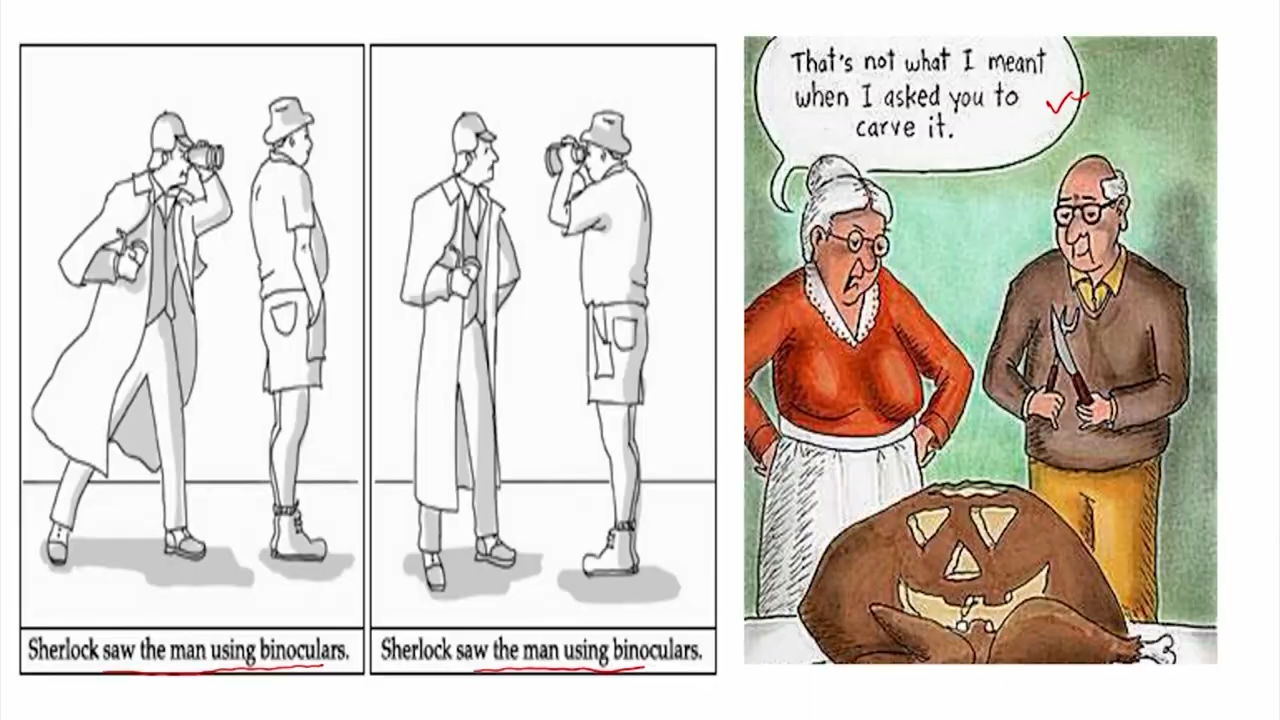 Sherlock saw the man using binoculars.
Sherlock saw the man using binoculars.
That's not what I meant
when I asked you to
carve it.